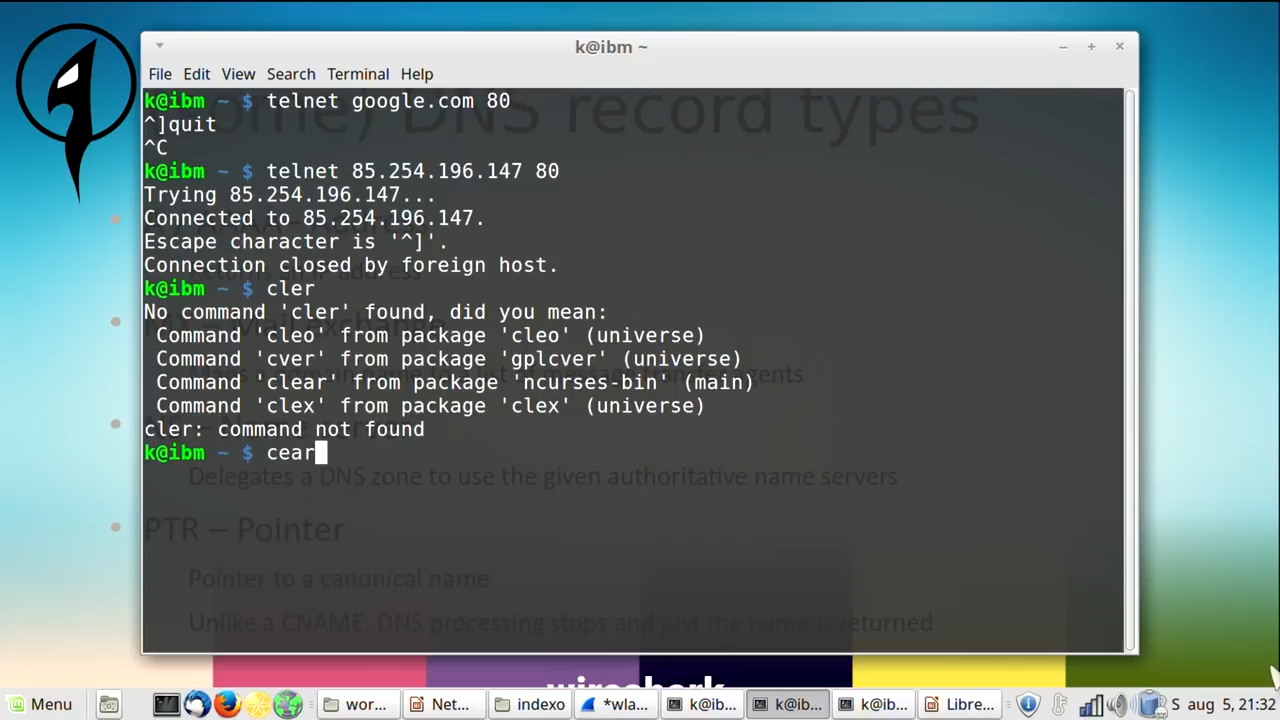 k@ibm ~
File Edit View Search Terminal Help
(some) DNS record types
k@ibm ~ $ telnet google.com 80
^]quit
^C
k@ibm ~ $ telnet 85.254.196.147 80
Trying 85.254.196.147...
Connected to 85.254.196.147.
Escape character is '^]'.
Connection closed by foreign host.
k@ibm ~ $ cler
No command 'cler' found, did you mean:
Command 'cleo' from package 'cleo' (universe)
Command 'cver' from package 'gplcver' (universe)
Command 'clear' from package 'ncurses-bin' (main)
Command 'clex' from package 'clex' (universe)
cler: command not found
k@ibm ~ $ cear
Delegates a DNS zone to use the given authoritative name servers
PTR – Pointer
Pointer to a canonical name
Unlike a CNAME, DNS processing stops and just the name is returned
wireshark
Menu wor... Net... indexo *wla... k@ib... k@ib... k@ib... Libre... S aug 5, 21:32